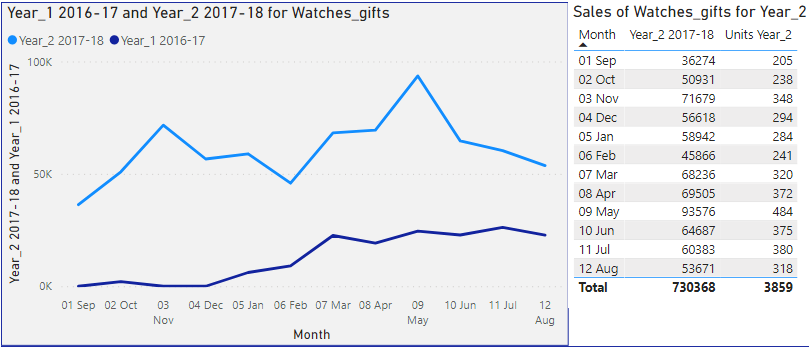 Year_1 2016-17 and Year_2 2017-18 for Watches_gifts
Year_2 2017-18 Year_1 2016-17
Year_2 2017-18 and Year_1 2016-17
100K
50K
0K
01 Sep 02 Oct 03 Nov 04 Dec 05 Jan 06 Feb 07 Mar 08 Apr 09 May 10 Jun 11 Jul 12 Aug
Month
Sales of Watches_gifts for Year_2
Month Year_2 2017-18 Units Year_2
01 Sep 36274 205
02 Oct 50931 238
03 Nov 71679 348
04 Dec 56618 294
05 Jan 58942 284
06 Feb 45866 241
07 Mar 68236 320
08 Apr 69505 372
09 May 93576 484
10 Jun 64687 375
11 Jul 60383 380
12 Aug 53671 318
Total 730368 3859